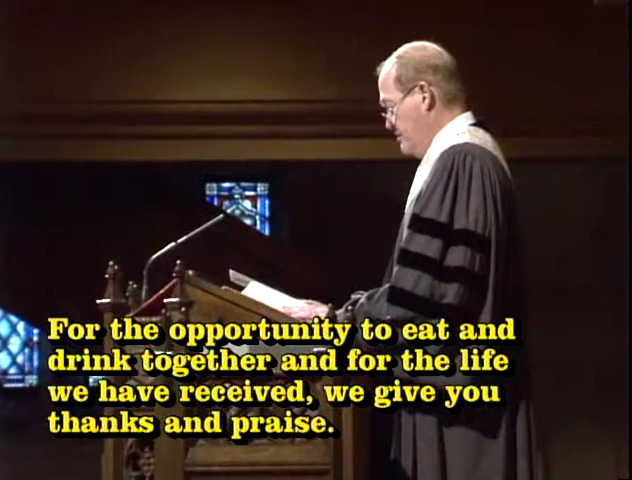 For the opportunity to eat and
drink together and for the life
we have received, we give you
thanks and praise.